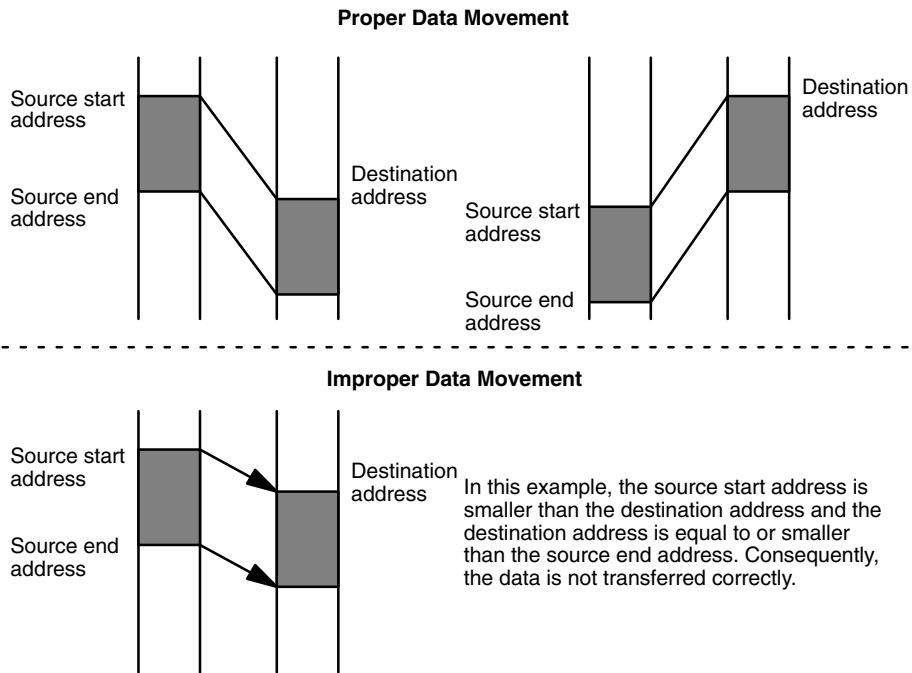 Proper Data Movement
Source start
address
Source end
address
Destination
address
Source start
address
Source end
address
Destination
address
Improper Data Movement
Source start
address
Source end
address
Destination
address
In this example, the source start address is
smaller than the destination address and the
destination address is equal to or smaller
than the source end address. Consequently,
the data is not transferred correctly.